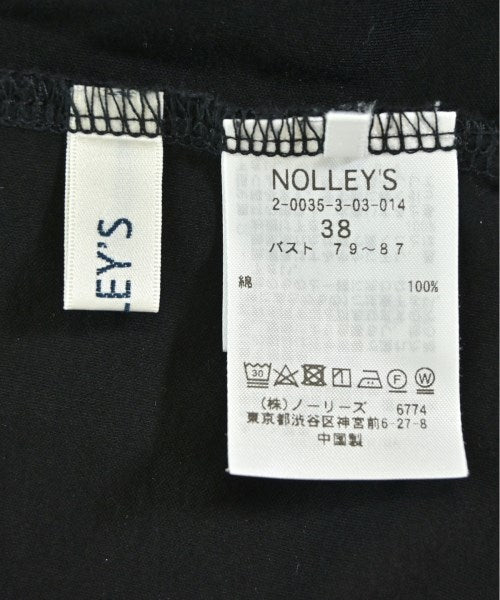 LEY'S
NOLLEY'S
2-0035-3-03-014
38
バスト 79～87
綿 100%
30 F W
(株)ノーリーズ 6774
東京都渋谷区神宮前6-27-8
中国製